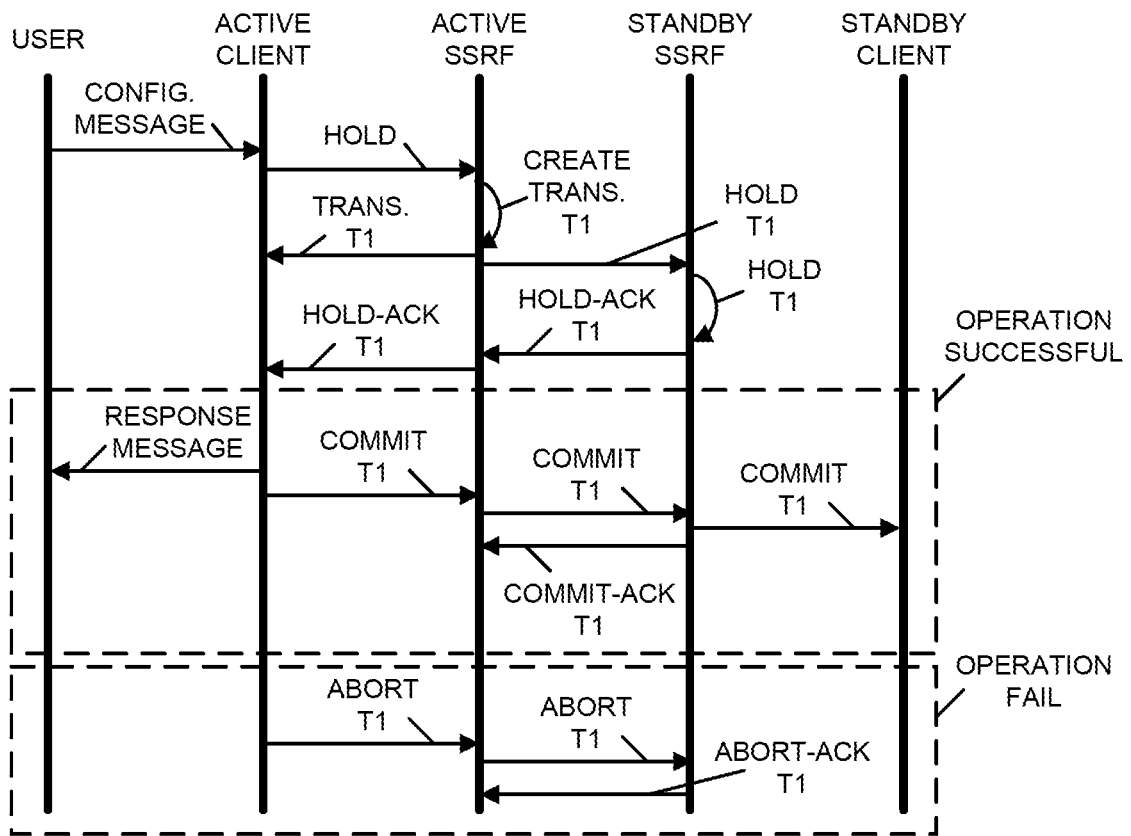 USER
ACTIVE
CLIENT
ACTIVE
SSRF
STANDBY
SSRF
STANDBY
CLIENT
CONFIG.
MESSAGE
HOLD
CREATE
TRANS.
T1
TRANS.
T1
HOLD
T1
HOLD
T1
HOLD-ACK
T1
HOLD-ACK
T1
OPERATION
SUCCESSFUL
RESPONSE
MESSAGE
COMMIT
T1
COMMIT
T1
COMMIT
T1
COMMIT-ACK
T1
OPERATION
FAIL
ABORT
T1
ABORT
T1
ABORT-ACK
T1